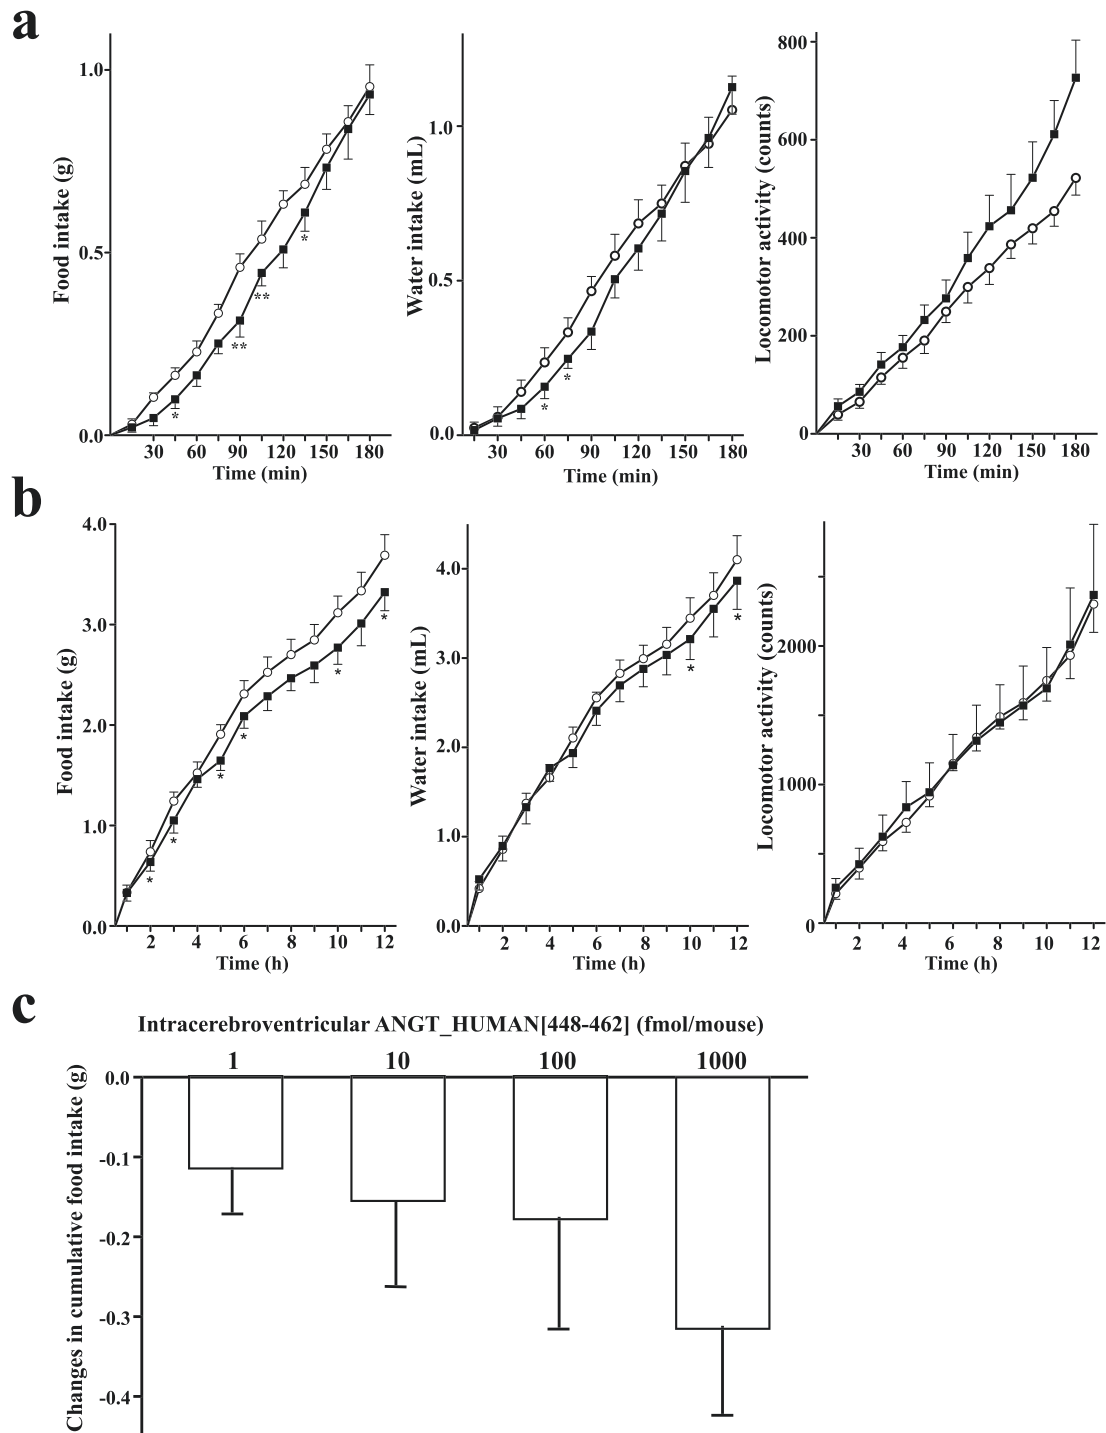 a
Food intake (g)
1.0
0.5
0.0
*
**
**
*
30 60 90 120 150 180
Time (min)
Water intake (mL)
1.0
0.5
0.0
*
*
30 60 90 120 150 180
Time (min)
Locomotor activity (counts)
800
600
400
200
0
30 60 90 120 150 180
Time (min)
b
Food intake (g)
4.0
3.0
2.0
1.0
0.0
*
*
*
*
*
*
2 4 6 8 10 12
Time (h)
Water intake (mL)
4.0
3.0
2.0
1.0
0.0
*
*
2 4 6 8 10 12
Time (h)
Locomotor activity (counts)
2000
1000
0
2 4 6 8 10 12
Time (h)
c
Intracerebroventricular ANGT_HUMAN[448-462] (fmol/mouse)
1 10 100 1000
Changes in cumulative food intake (g)
0.0
-0.1
-0.2
-0.3
-0.4